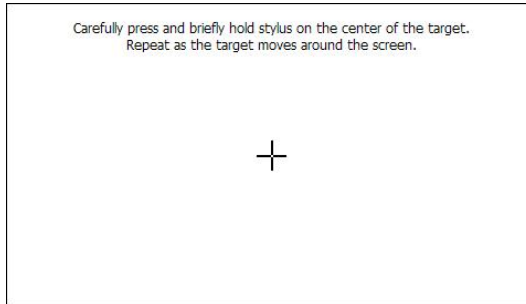 Carefully press and briefly hold stylus on the center of the target.
Repeat as the target moves around the screen.